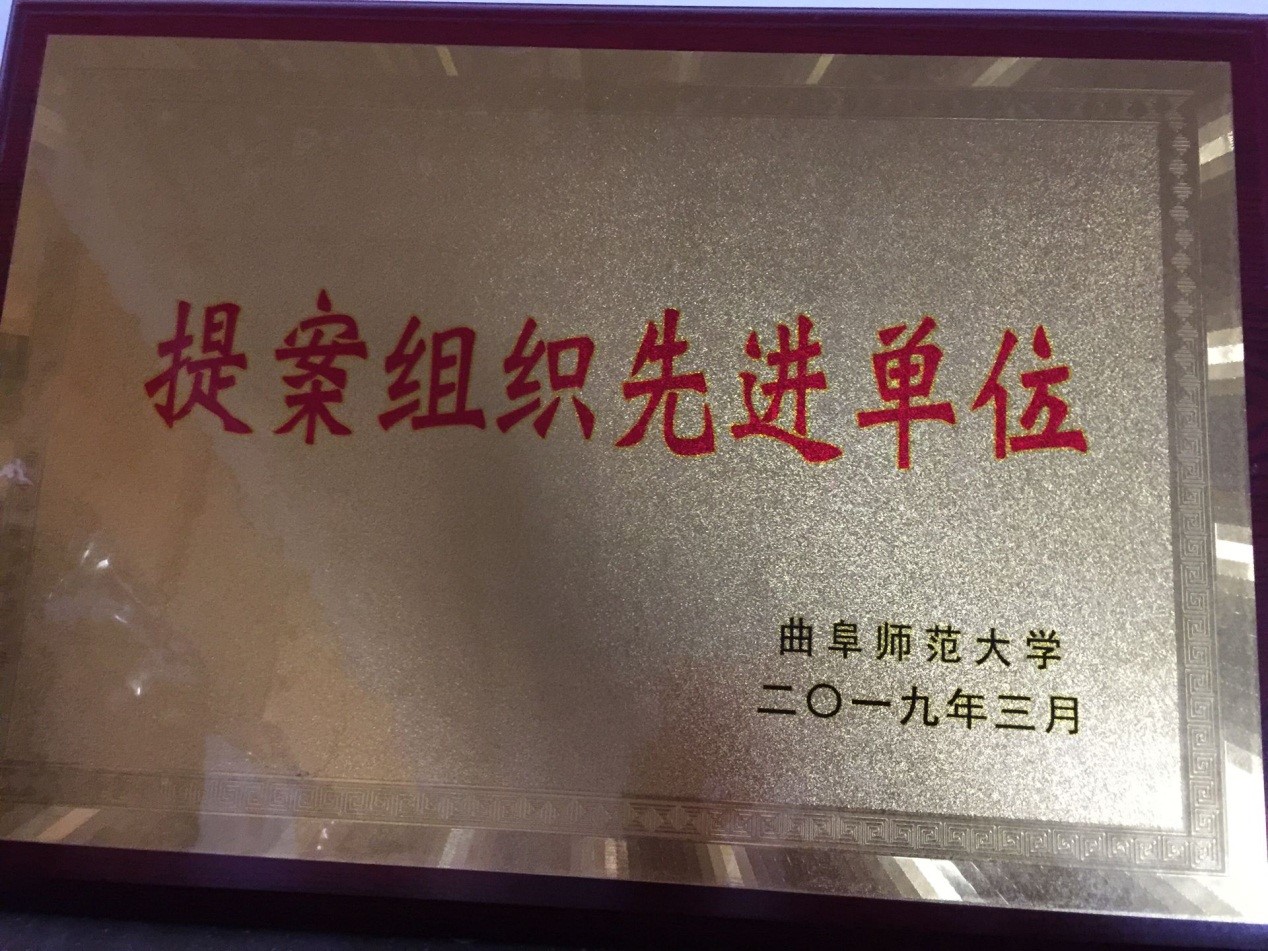 提案组织先进单位
曲阜师范大学
二〇一九年三月